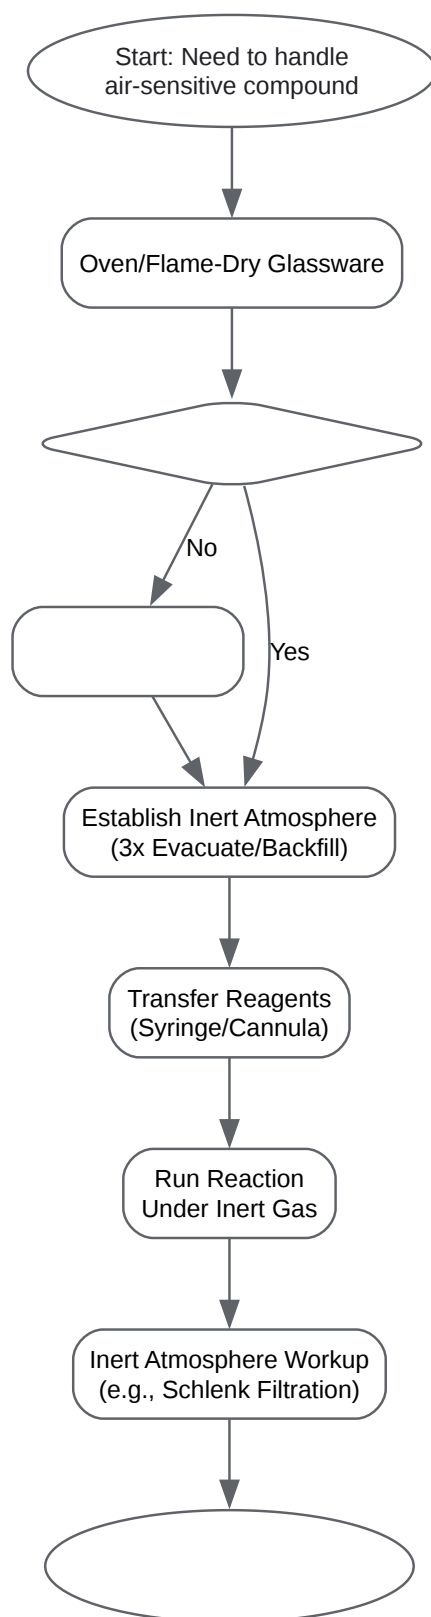 Start: Need to handle
air-sensitive compound
Oven/Flame-Dry Glassware
No
Yes
Establish Inert Atmosphere
(3x Evacuate/Backfill)
Transfer Reagents
(Syringe/Cannula)
Run Reaction
Under Inert Gas
Inert Atmosphere Workup
(e.g., Schlenk Filtration)